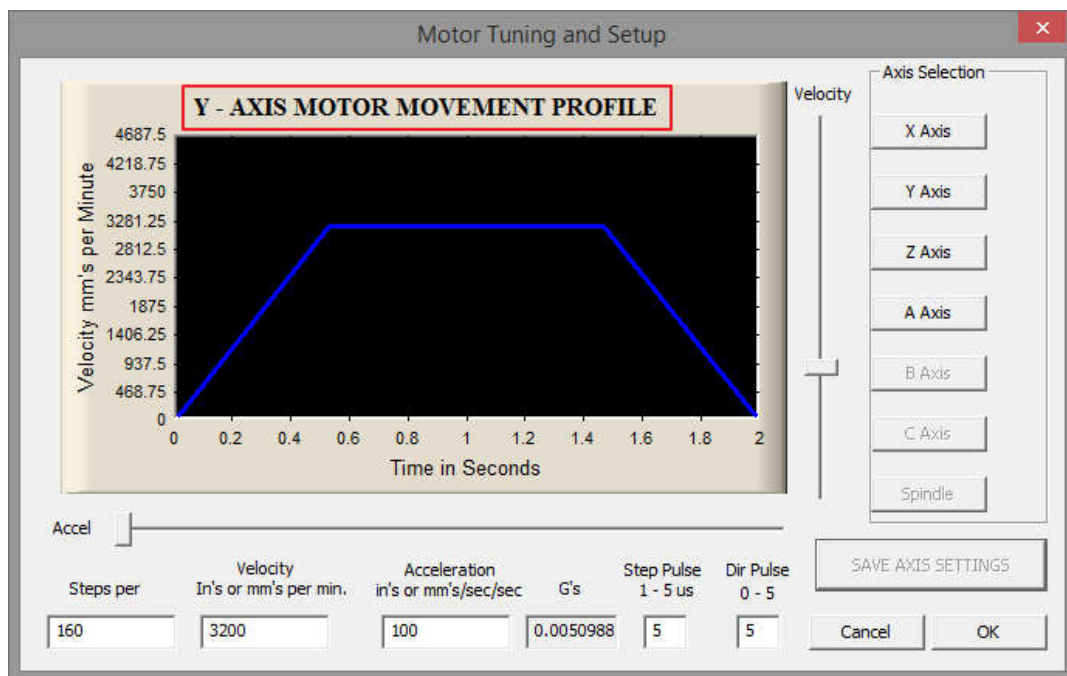 Motor Tuning and Setup
Y - AXIS MOTOR MOVEMENT PROFILE
Velocity mm's per Minute
4687.5
4218.75
3750
3281.25
2812.5
2343.75
1875
1406.25
937.5
468.75
0
0 0.2 0.4 0.6 0.8 1 1.2 1.4 1.6 1.8 2
Time in Seconds
Velocity
Axis Selection
X Axis
Y Axis
Z Axis
A Axis
B Axis
C Axis
Spindle
Accel
Steps per
Velocity
In's or mm's per min.
Acceleration
in's or mm's/sec/sec
G's
Step Pulse
1 - 5 us
Dir Pulse
0 - 5
160
3200
100
0.0050988
5
5
SAVE AXIS SETTINGS
Cancel
OK